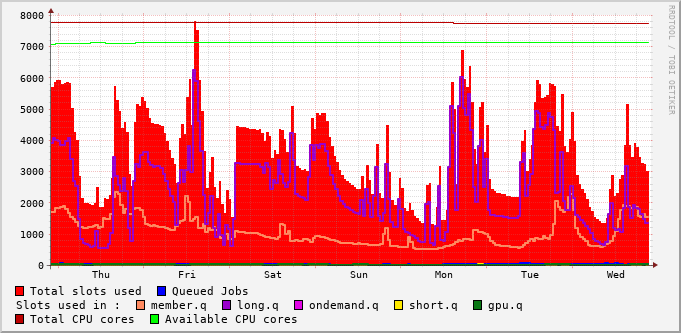 8000
7000
6000
5000
4000
3000
2000
1000
0
Thu Fri Sat Sun Mon Tue Wed
Total slots used Queued Jobs
Slots used in : member.q long.q ondemand.q short.q gpu.q
Total CPU cores Available CPU cores
RRDTOOL / TOBI OETIKER